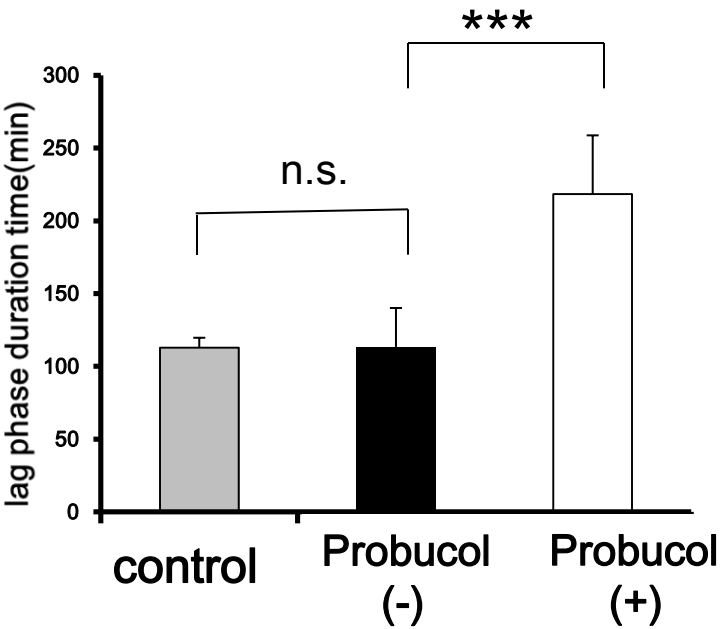 ***
n.s.
lag phase duration time(min)
300
250
200
150
100
50
0
control
Probucol
(-)
Probucol
(+)